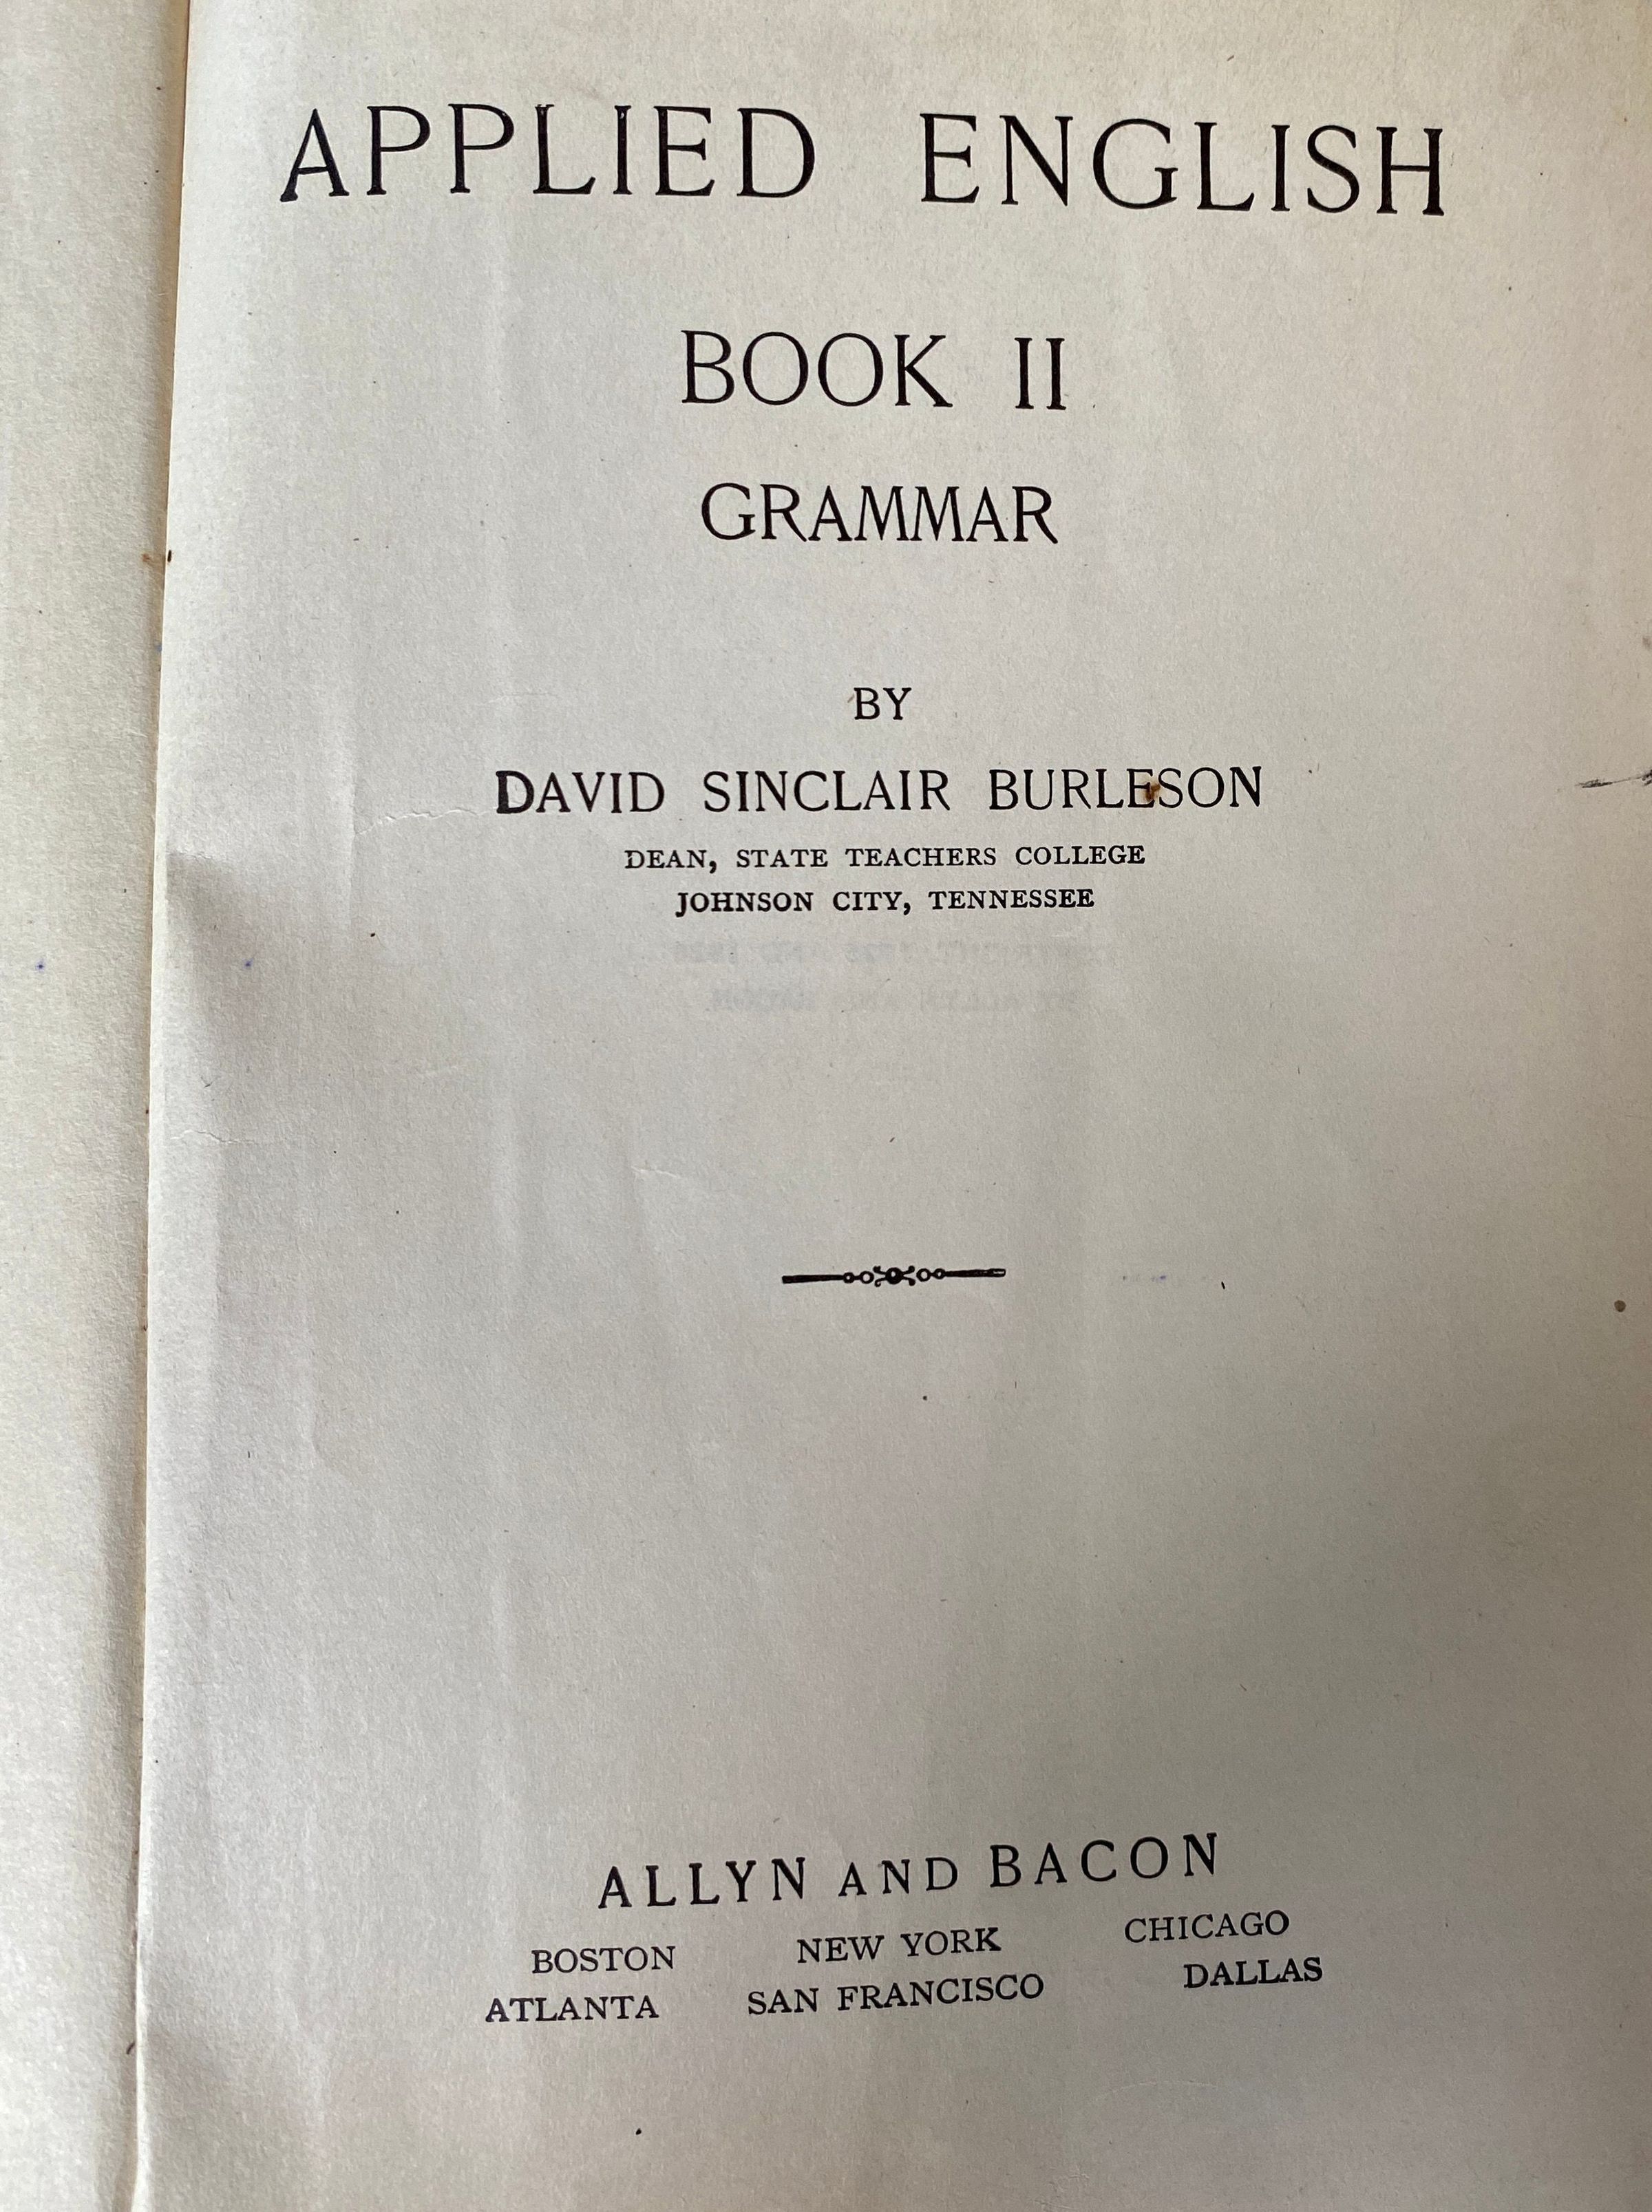 APPLIED ENGLISH
BOOK II
GRAMMAR
BY
DAVID SINCLAIR BURLESON
DEAN, STATE TEACHERS COLLEGE
JOHNSON CITY, TENNESSEE
ALLYN AND BACON
BOSTON NEW YORK CHICAGO
ATLANTA SAN FRANCISCO DALLAS